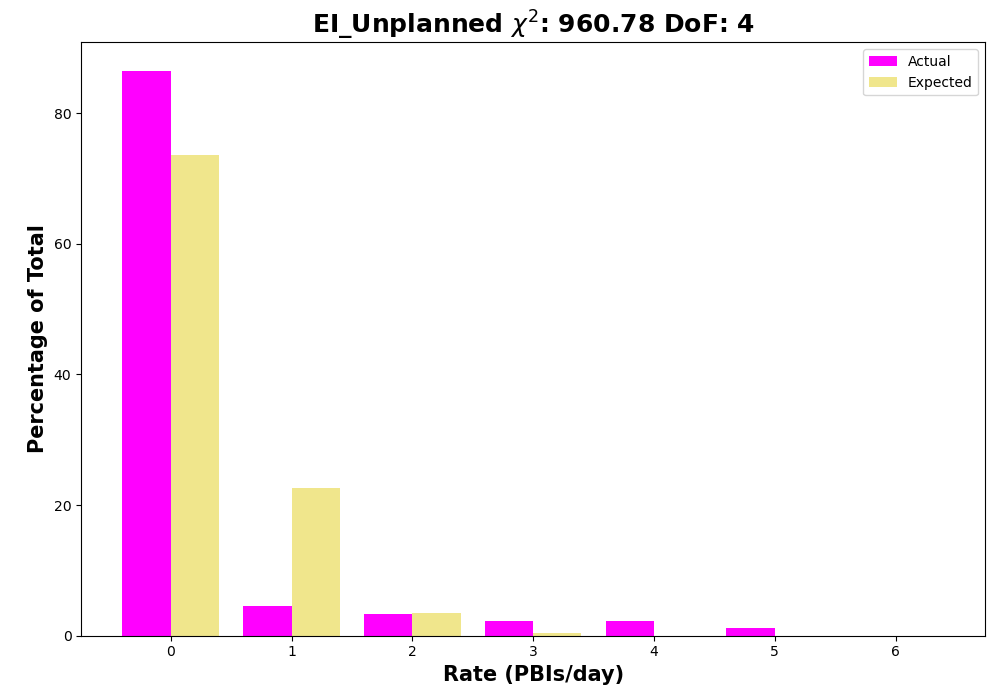 EI_Unplanned χ²: 960.78 DoF: 4
Actual
Expected
Percentage of Total
80
60
40
20
0
0 1 2 3 4 5 6
Rate (PBIs/day)